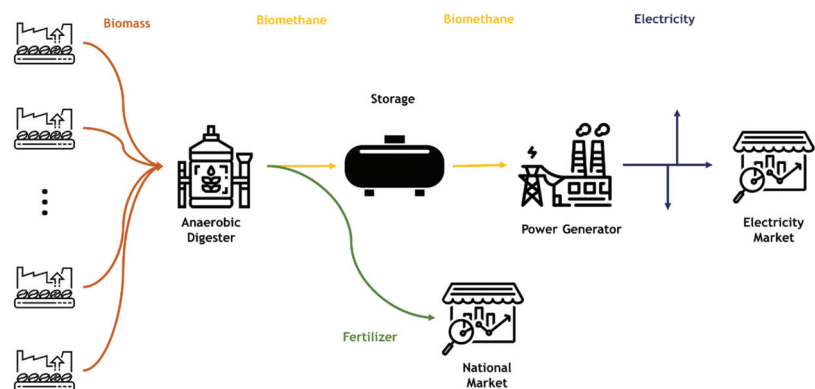 Biomass
Biomethane
Biomethane
Electricity
Storage
Anaerobic
Digester
Power Generator
Electricity
Market
Fertilizer
National
Market